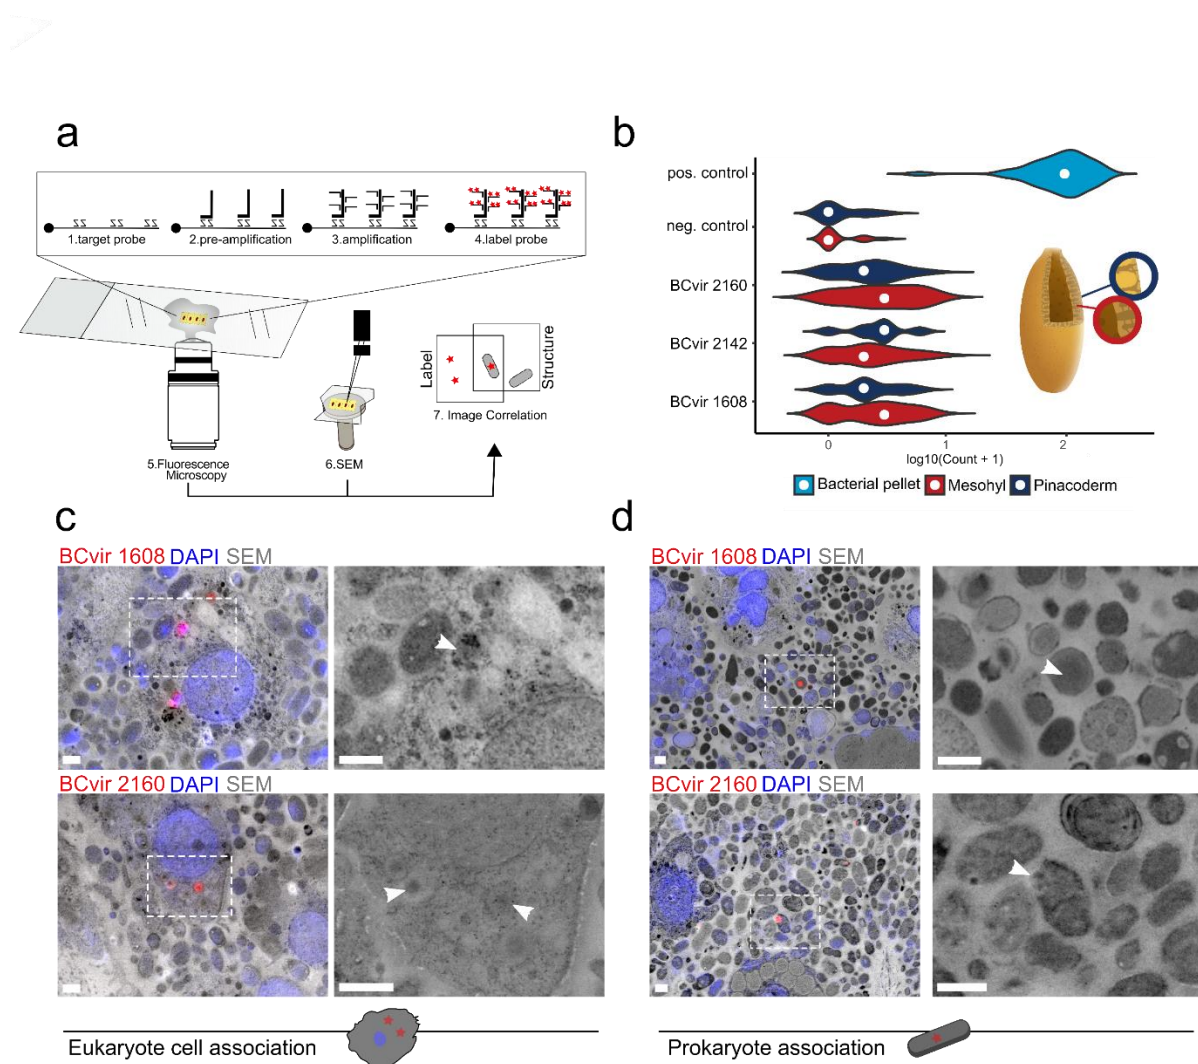 a
1.target probe
2.pre-amplification
3.amplification
4.label probe
5.Fluorescence
Microscopy
6.SEM
Label
Structure
7. Image Correlation
b
pos. control
neg. control
BCvir 2160
BCvir 2142
BCvir 1608
0 1 2
log10(Count + 1)
Bacterial pellet Mesohyl Pinacoderm
c
BCvir 1608 DAPI SEM
BCvir 2160 DAPI SEM
Eukaryote cell association
d
BCvir 1608 DAPI SEM
BCvir 2160 DAPI SEM
Prokaryote association